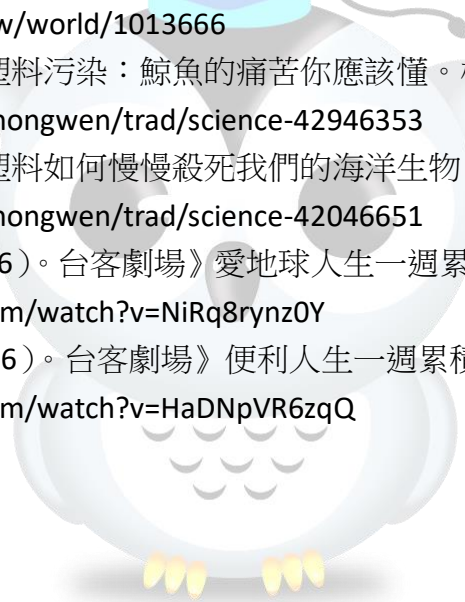 w/world/1013666
塑料污染：鯨魚的痛苦你應該懂。
hongwen/trad/science-42946353
塑料如何慢慢殺死我們的海洋生物
hongwen/trad/science-42046651
6)。台客劇場》愛地球人生一週累
m/watch?v=NiRq8rynz0Y
6)。台客劇場》便利人生一週累積
m/watch?v=HaDNpVR6zqQ